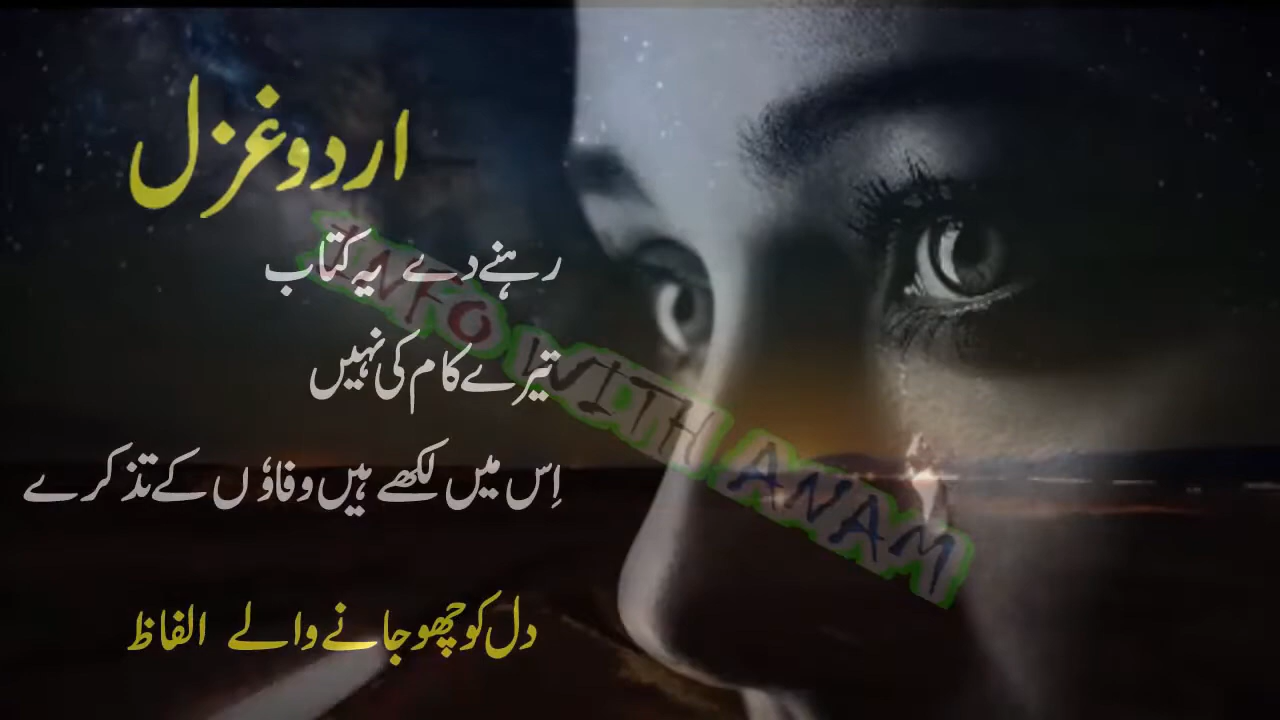 اردو غزل
رہنے دے یہ کتاب
تیرے کام کی نہیں
اِس میں لکھے ہیں وفاؤں کے تذکرے
دل کو چھو جانے والے الفاظ
INFO WITH ANAM